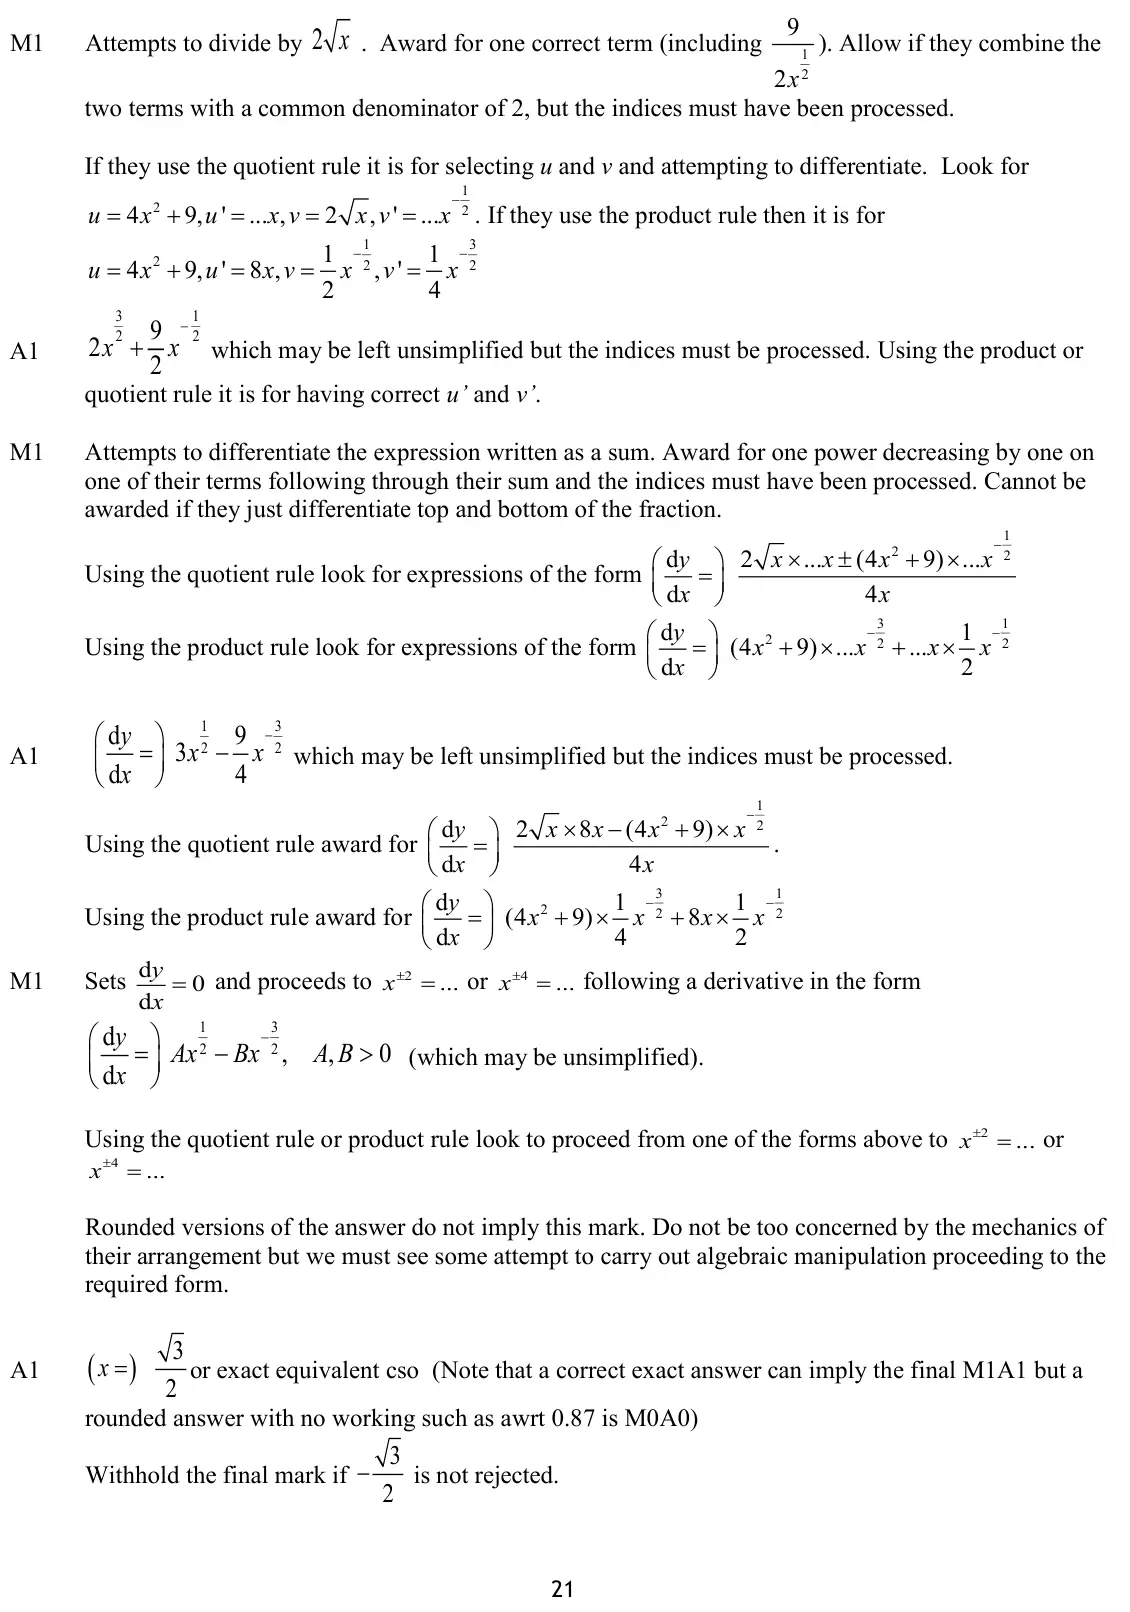 M1 Attempts to divide by 2√x . Award for one correct term (including 9/(2x^(1/2)) ). Allow if they combine the
two terms with a common denominator of 2, but the indices must have been processed.
If they use the quotient rule it is for selecting u and v and attempting to differentiate. Look for
u = 4x² + 9, u ' = ...x, v = 2√x, v ' = ...x^(-1/2) . If they use the product rule then it is for
u = 4x² + 9, u ' = 8x, v = 1/2 x^(-1/2), v ' = 1/4 x^(-3/2)
A1 2x^(3/2) + 9/2 x^(-1/2) which may be left unsimplified but the indices must be processed. Using the product or
quotient rule it is for having correct u’ and v’.
M1 Attempts to differentiate the expression written as a sum. Award for one power decreasing by one on
one of their terms following through their sum and the indices must have been processed. Cannot be
awarded if they just differentiate top and bottom of the fraction.
Using the quotient rule look for expressions of the form (dy/dx =) (2√x × ...x ± (4x² + 9) × ...x^(-1/2))/(4x)
Using the product rule look for expressions of the form (dy/dx =) (4x² + 9) × ...x^(-3/2) + ...x × 1/2 x^(-1/2)
A1 (dy/dx =) 3x^(1/2) − 9/4 x^(-3/2) which may be left unsimplified but the indices must be processed.
Using the quotient rule award for (dy/dx =) (2√x × 8x − (4x² + 9) × x^(-1/2))/(4x) .
Using the product rule award for (dy/dx =) (4x² + 9) × 1/4 x^(-3/2) + 8x × 1/2 x^(-1/2)
M1 Sets dy/dx = 0 and proceeds to x^(±2) = ... or x^(±4) = ... following a derivative in the form
(dy/dx =) Ax^(1/2) − Bx^(-3/2), A, B > 0 (which may be unsimplified).
Using the quotient rule or product rule look to proceed from one of the forms above to x^(±2) = ... or
x^(±4) = ...
Rounded versions of the answer do not imply this mark. Do not be too concerned by the mechanics of
their arrangement but we must see some attempt to carry out algebraic manipulation proceeding to the
required form.
A1 (x =) √3/2 or exact equivalent cso (Note that a correct exact answer can imply the final M1A1 but a
rounded answer with no working such as awrt 0.87 is M0A0)
Withhold the final mark if −√3/2 is not rejected.
21